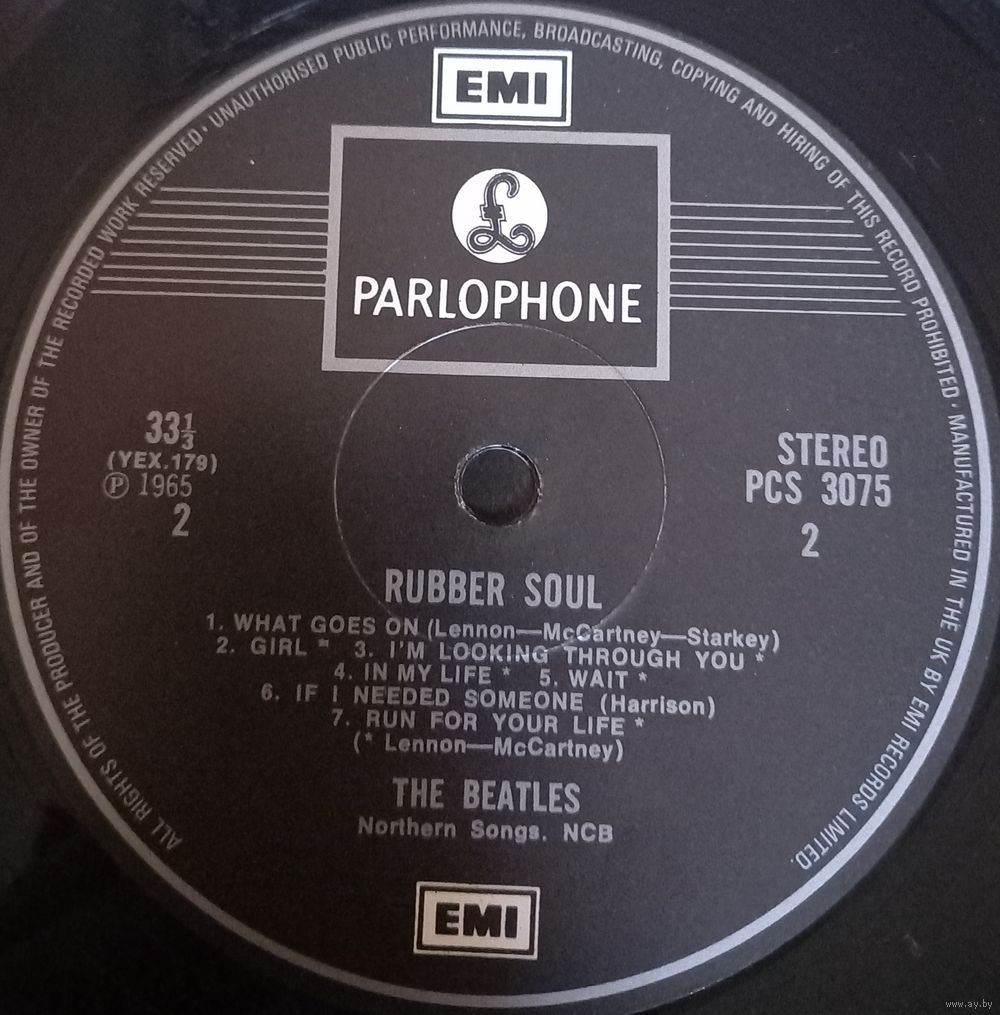 ALL RIGHTS OF THE PRODUCER AND OF THE OWNER OF THE RECORDED WORK RESERVED · UNAUTHORISED PUBLIC PERFORMANCE, BROADCASTING, COPYING AND HIRING OF THIS RECORD PROHIBITED · MANUFACTURED IN THE UK BY EMI RECORDS LIMITED.
EMI
£
PARLOPHONE
33⅓
(YEX.179)
℗ 1965
2
STEREO
PCS 3075
2
RUBBER SOUL
1. WHAT GOES ON (Lennon—McCartney—Starkey)
2. GIRL * 3. I'M LOOKING THROUGH YOU *
4. IN MY LIFE * 5. WAIT *
6. IF I NEEDED SOMEONE (Harrison)
7. RUN FOR YOUR LIFE *
(* Lennon—McCartney)
THE BEATLES
Northern Songs. NCB
EMI
www.ay.by